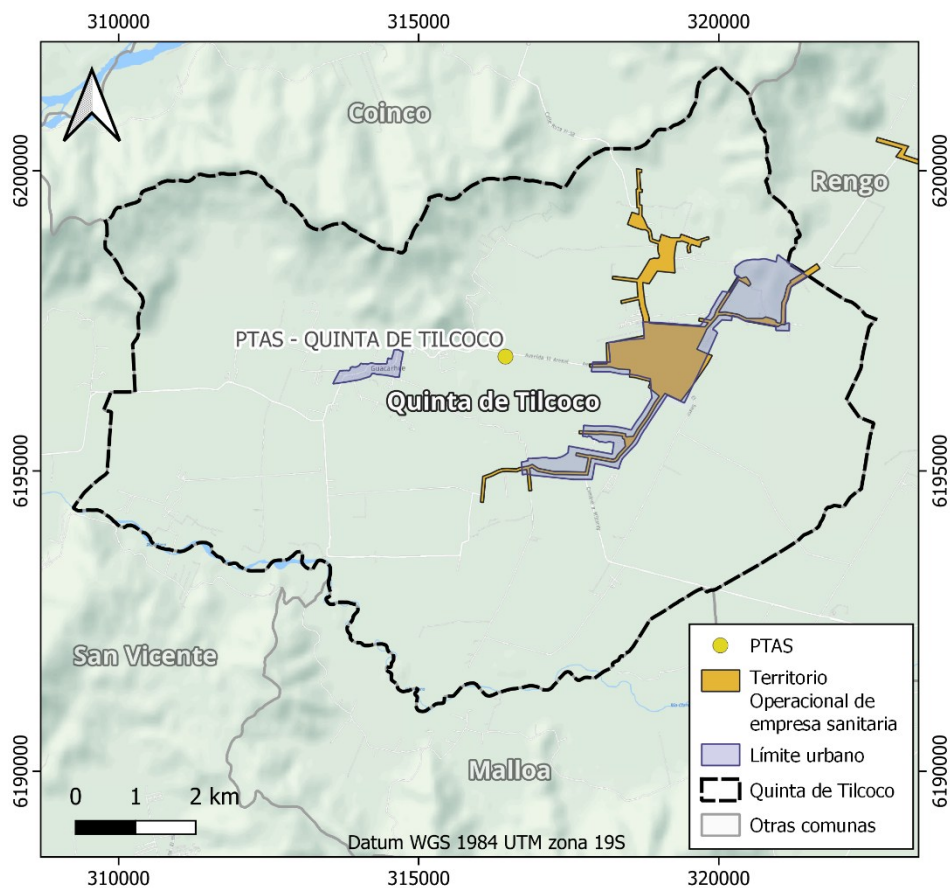 310000
315000
320000
6200000
6195000
6190000
6200000
6195000
6190000
Coinco
Rengo
PTAS - QUINTA DE TILCOCO
Guacarhue
Quinta de Tilcoco
San Vicente
Malloa
PTAS
Territorio
Operacional de
empresa sanitaria
Límite urbano
Quinta de Tilcoco
Otras comunas
0 1 2 km
Datum WGS 1984 UTM zona 19S
310000
315000
320000